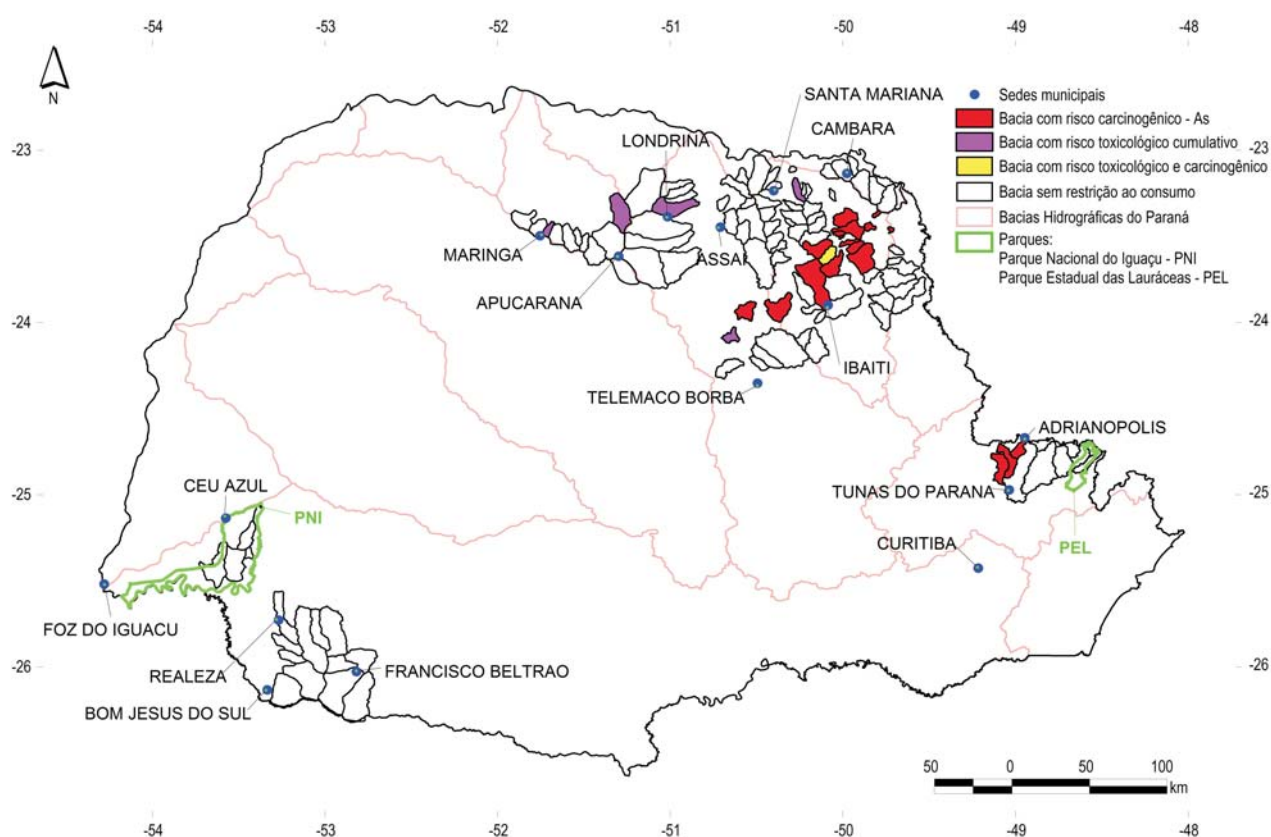 -54 -53 -52 -51 -50 -49 -48
N
SANTA MARIANA
CAMBARA
LONDRINA
-23
-23
MARINGA
ASSAI
APUCARANA
-24
-24
IBAITI
TELEMACO BORBA
ADRIANOPOLIS
CEU AZUL
TUNAS DO PARANA
-25
-25
PNI
PEL
CURITIBA
FOZ DO IGUACU
REALEZA
FRANCISCO BELTRAO
-26
-26
BOM JESUS DO SUL
Sedes municipais
Bacia com risco carcinogênico - As
Bacia com risco toxicológico cumulativo
Bacia com risco toxicológico e carcinogênico
Bacia sem restrição ao consumo
Bacias Hidrográficas do Paraná
Parques:
Parque Nacional do Iguaçu - PNI
Parque Estadual das Lauráceas - PEL
50 0 50 100
km
-54 -53 -52 -51 -50 -49 -48